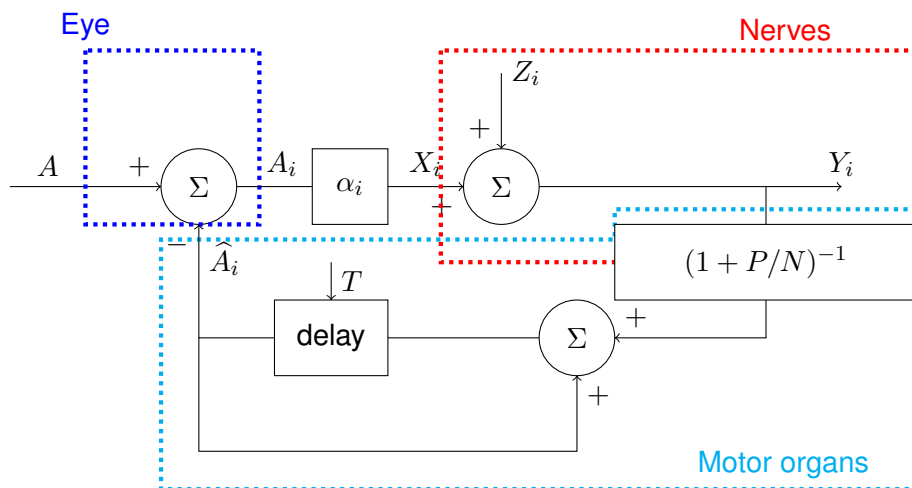 Eye
Nerves
Z_i
+
A + Σ A_i α_i X_i + Σ Y_i
− Â_i
(1 + P/N)^{-1}
T
+
delay Σ
+
Motor organs